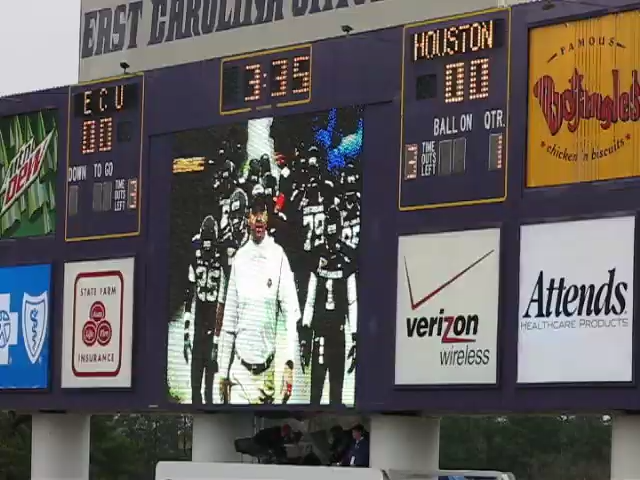 EAST CAROLINA
ECU
3:35
HOUSTON
00
00
DOWN TO GO
TIME
OUTS
LEFT
3
BALL ON QTR.
3
TIME
OUTS
LEFT
1
FAMOUS
Bojangles'
chicken 'n biscuits
Mtn
DEW
STATE FARM
INSURANCE
verizon
wireless
Attends
HEALTHCARE PRODUCTS